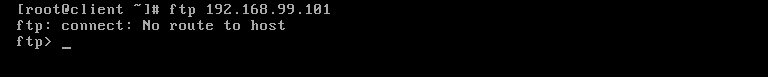 [root@client ~]# ftp 192.168.99.101
ftp: connect: No route to host
ftp> _